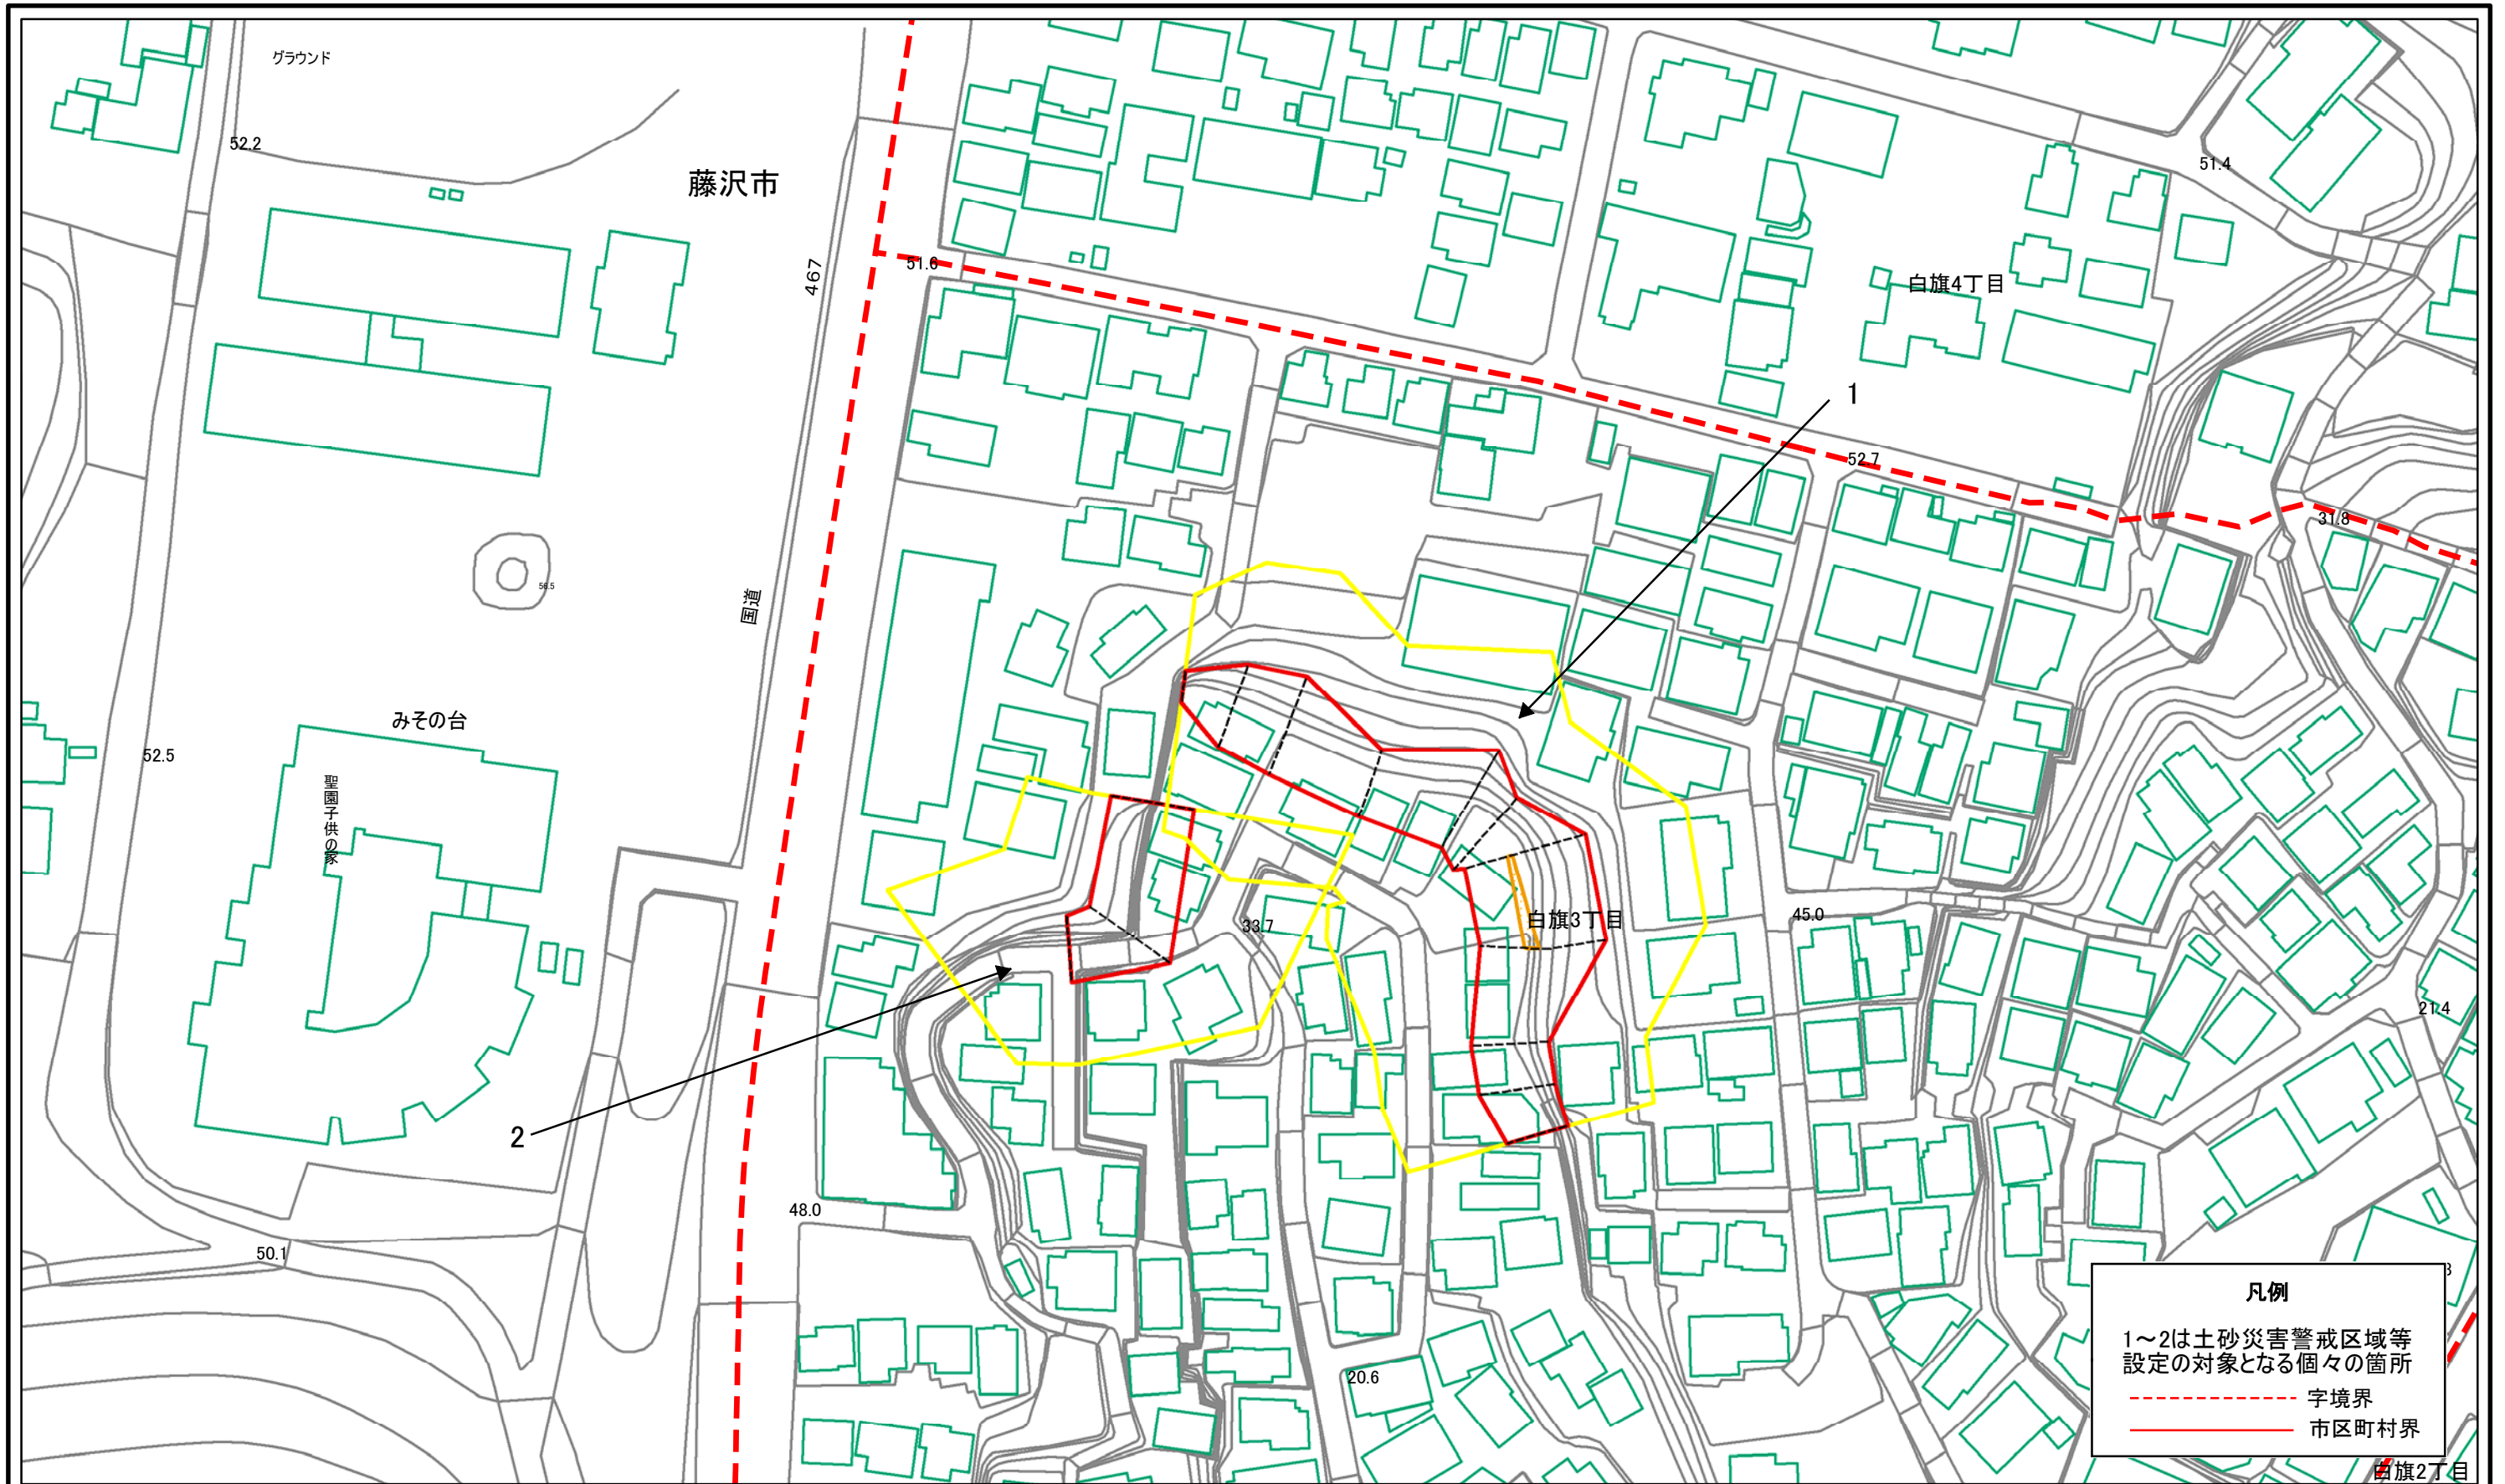 グラウンド
52.2
藤沢市
51.4
467
51.6
白旗4丁目
1
52.7
31.8
56.5
国道
みその台
52.5
聖園子供の家
45.0
白旗3丁目
33.7
21.4
2
48.0
50.1
20.6
凡例
1～2は土砂災害警戒区域等
設定の対象となる個々の箇所
字境界
市区町村界
白旗2丁目